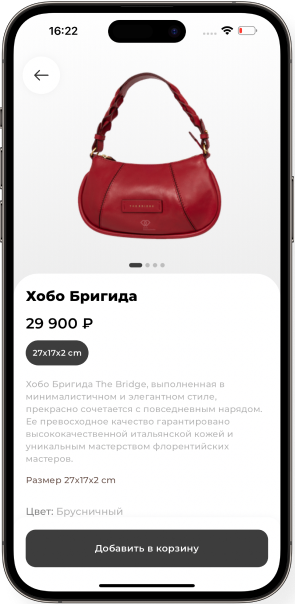 16:22
THE BRIDGE
Хобо Бригида
29 900 ₽
27x17x2 cm
Хобо Бригида The Bridge, выполненная в
минималистичном и элегантном стиле,
прекрасно сочетается с повседневным нарядом.
Ее превосходное качество гарантировано
высококачественной итальянской кожей и
уникальным мастерством флорентийских
мастеров.
Размер 27x17x2 cm
Цвет: Брусничный
Добавить в корзину